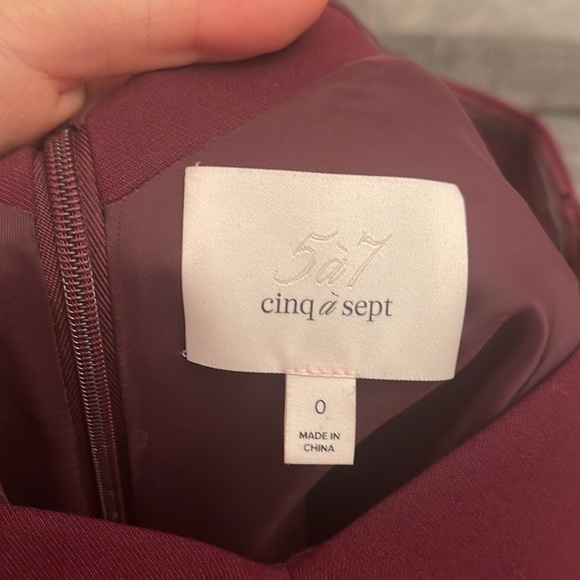 5à7
cinq à sept
0
MADE IN
CHINA